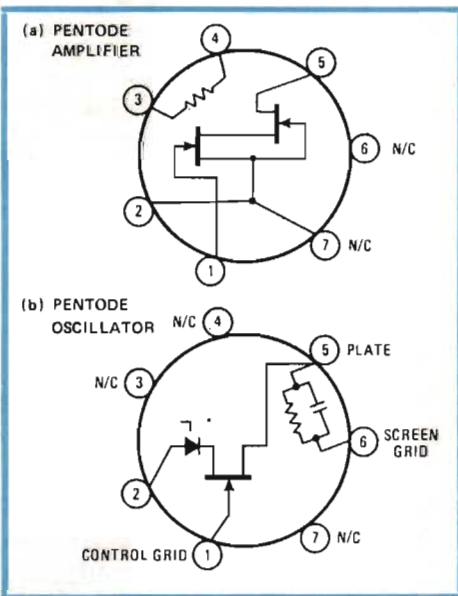 (a) PENTODE
AMPLIFIER
4
5
3
6 N/C
2
7 N/C
1
(b) PENTODE
OSCILLATOR
N/C 4
5 PLATE
N/C 3
6 SCREEN
GRID
2
7 N/C
CONTROL GRID 1